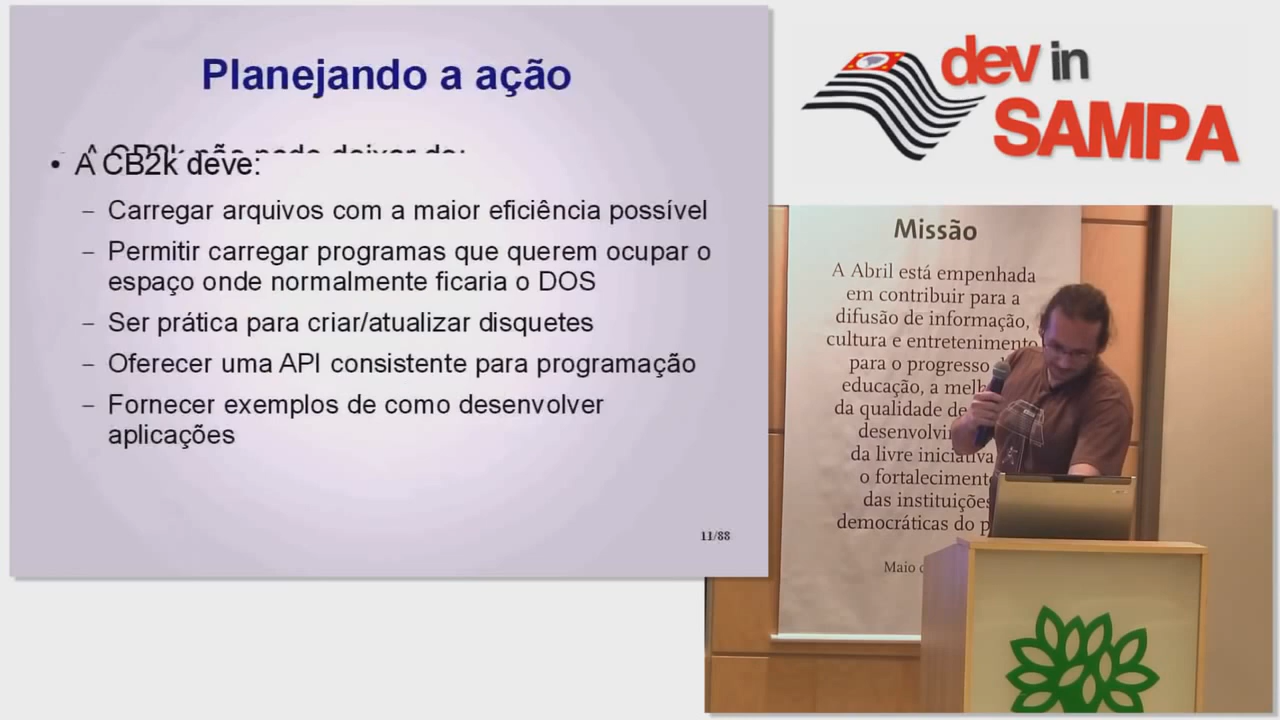 Planejando a ação
• A CB2k deve:
– Carregar arquivos com a maior eficiência possível
– Permitir carregar programas que querem ocupar o
espaço onde normalmente ficaria o DOS
– Ser prática para criar/atualizar disquetes
– Oferecer uma API consistente para programação
– Fornecer exemplos de como desenvolver
aplicações
11/88
dev in
SAMPA
Missão
A Abril está empenhada
em contribuir para a
difusão de informação,
cultura e entretenimento
para o progresso
educação, a
da qualidade de
da livre iniciativa
o
das instituições
democráticas do
Maio